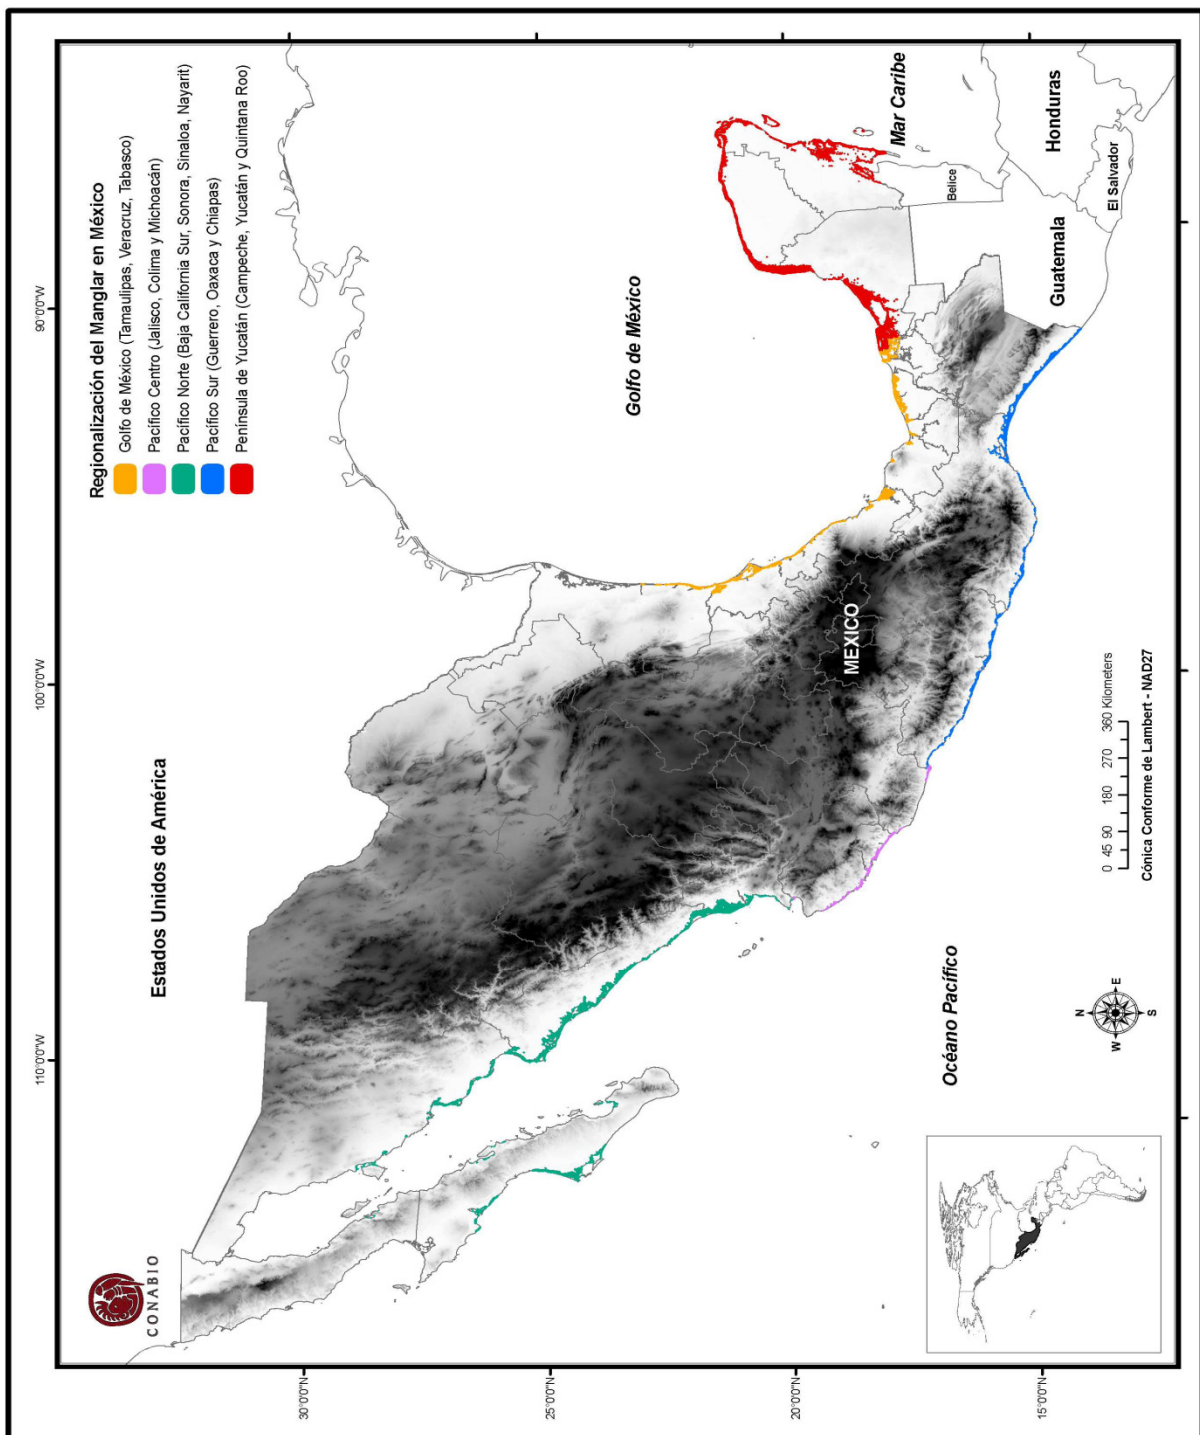 Regionalización del Manglar en México
Golfo de México (Tamaulipas, Veracruz, Tabasco)
Pacífico Centro (Jalisco, Colima y Michoacán)
Pacífico Norte (Baja California Sur, Sonora, Sinaloa, Nayarit)
Pacífico Sur (Guerrero, Oaxaca y Chiapas)
Península de Yucatán (Campeche, Yucatán y Quintana Roo)
CONABIO
110°0'0"W
100°0'0"W
90°0'0"W
30°0'0"N
25°0'0"N
20°0'0"N
15°0'0"N
Estados Unidos de América
Golfo de México
MEXICO
Mar Caribe
Belice
Guatemala
Honduras
El Salvador
Océano Pacífico
N
W
E
S
0 45 90 180 270 360 Kilometers
Cónica Conforme de Lambert - NAD27